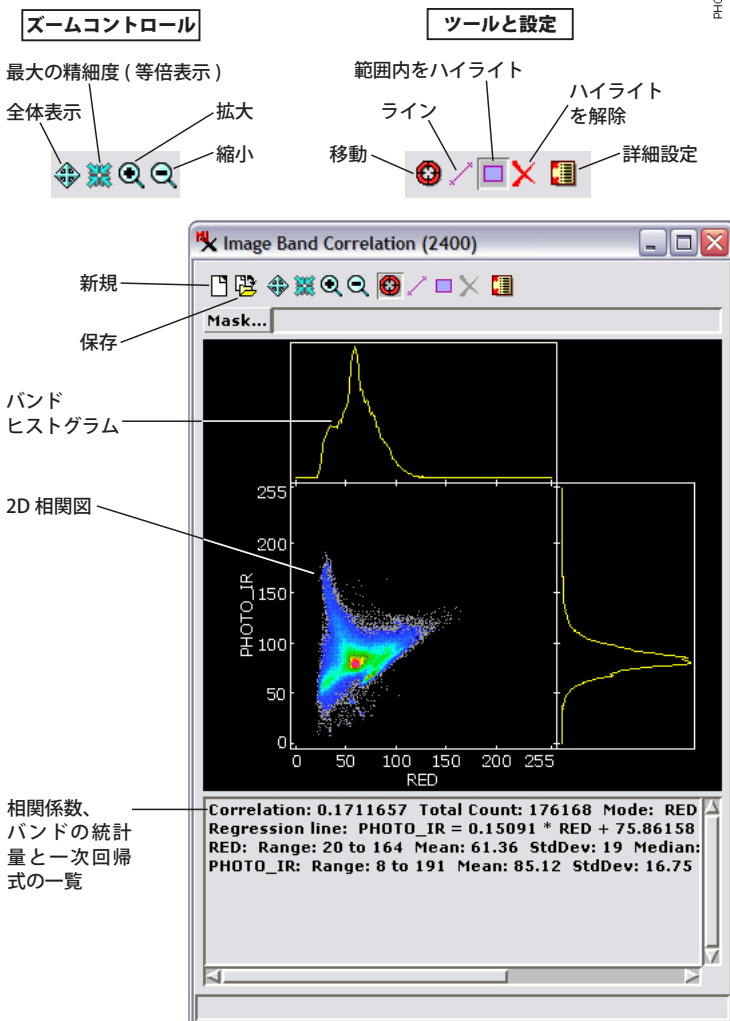 ズームコントロール
ツールと設定
PHO
最大の精細度 ( 等倍表示 )
全体表示
拡大
縮小
範囲内をハイライト
ライン
ハイライト
を解除
移動
詳細設定
Image Band Correlation (2400)
新規
保存
Mask...
バンド
ヒストグラム
2D 相関図
255
200
150
100
50
0
PHOTO_IR
0 50 100 150 200 255
RED
相関係数、
バンドの統計
量と一次回帰
式の一覧
Correlation: 0.1711657 Total Count: 176168 Mode: RED
Regression line: PHOTO_IR = 0.15091 * RED + 75.86158
RED: Range: 20 to 164 Mean: 61.36 StdDev: 19 Median:
PHOTO_IR: Range: 8 to 191 Mean: 85.12 StdDev: 16.75